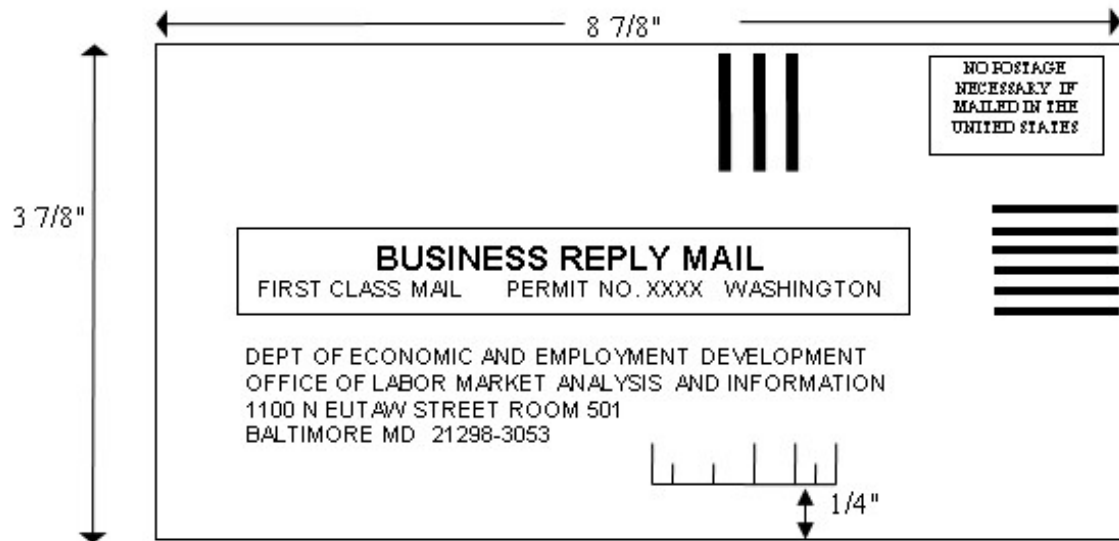 8 7/8"
NO POSTAGE
NECESSARY IF
MAILED IN THE
UNITED STATES
3 7/8"
BUSINESS REPLY MAIL
FIRST CLASS MAIL PERMIT NO. XXXX WASHINGTON
DEPT OF ECONOMIC AND EMPLOYMENT DEVELOPMENT
OFFICE OF LABOR MARKET ANALYSIS AND INFORMATION
1100 N EUTAW STREET ROOM 501
BALTIMORE MD 21298-3053
1/4"